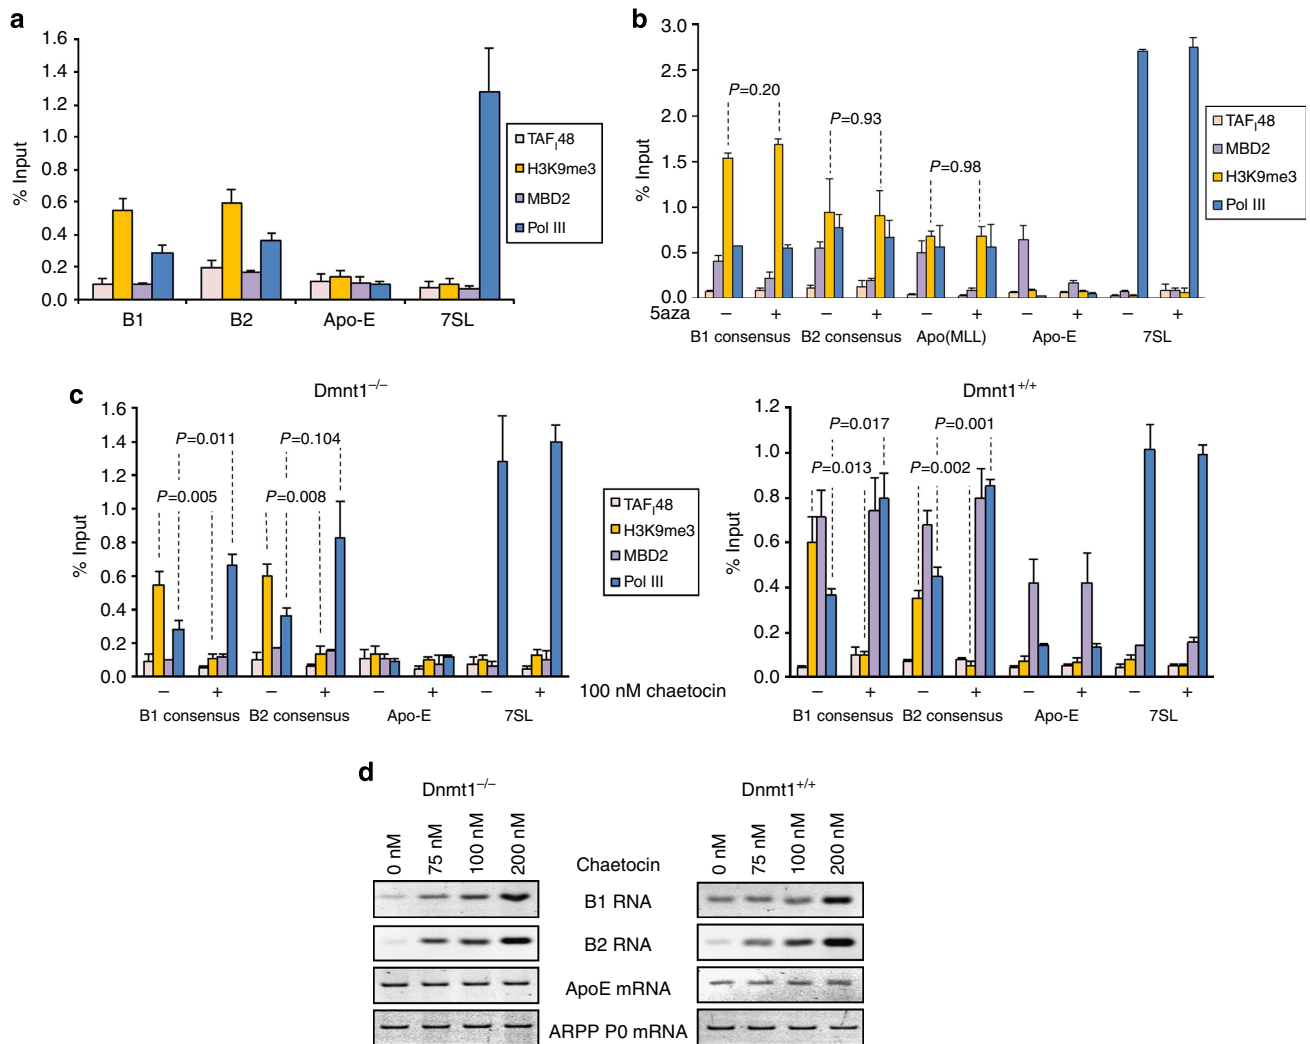 a
1.6
1.4
1.2
1.0
0.8
0.6
0.4
0.2
0.0
% Input
B1
B2
Apo-E
7SL
TAFI48
H3K9me3
MBD2
Pol III
b
3.0
2.5
2.0
1.5
1.0
0.5
0.0
% Input
P=0.20
P=0.93
P=0.98
5aza
– + – + – + – + – +
B1 consensus
B2 consensus
Apo(MLL)
Apo-E
7SL
TAFI48
MBD2
H3K9me3
Pol III
c
Dmnt1–/–
1.6
1.4
1.2
1.0
0.8
0.6
0.4
0.2
0.0
% Input
P=0.011
P=0.104
P=0.005
P=0.008
– + – + – + – +
100 nM chaetocin
B1 consensus
B2 consensus
Apo-E
7SL
TAFI48
H3K9me3
MBD2
Pol III
Dmnt1+/+
1.2
1.0
0.8
0.6
0.4
0.2
0.0
% Input
P=0.017
P=0.001
P=0.013
P=0.002
– + – + – + – +
B1 consensus
B2 consensus
Apo-E
7SL
d
Dnmt1–/–
Dnmt1+/+
0 nM
75 nM
100 nM
200 nM
Chaetocin
0 nM
75 nM
100 nM
200 nM
B1 RNA
B2 RNA
ApoE mRNA
ARPP P0 mRNA